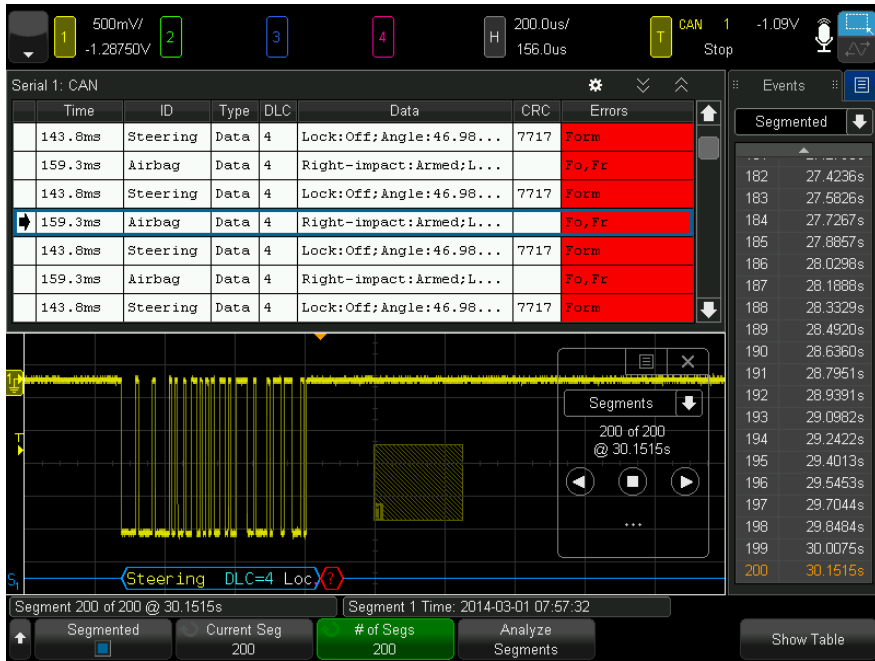 500mV/ 200.0us/ CAN 1 -1.09V
1 2 3 4 H T
-1.28750V 156.0us Stop
Serial 1: CAN
Time ID Type DLC Data CRC Errors
143.8ms Steering Data 4 Lock:Off;Angle:46.98... 7717 Form
159.3ms Airbag Data 4 Right-impact:Armed;L... Fo,Fr
143.8ms Steering Data 4 Lock:Off;Angle:46.98... 7717 Form
159.3ms Airbag Data 4 Right-impact:Armed;L... Fo,Fr
143.8ms Steering Data 4 Lock:Off;Angle:46.98... 7717 Form
159.3ms Airbag Data 4 Right-impact:Armed;L... Fo,Fr
143.8ms Steering Data 4 Lock:Off;Angle:46.98... 7717 Form
Events
Segmented
182 27.4236s
183 27.5826s
184 27.7267s
185 27.8857s
186 28.0298s
187 28.1888s
188 28.3329s
189 28.4920s
190 28.6360s
191 28.7951s
192 28.9391s
193 29.0982s
194 29.2422s
195 29.4013s
196 29.5453s
197 29.7044s
198 29.8484s
199 30.0075s
200 30.1515s
1
T
Segments
200 of 200
@ 30.1515s
...
1
S1
Steering DLC=4 Loc. ?
Segment 200 of 200 @ 30.1515s
Segment 1 Time: 2014-03-01 07:57:32
Segmented
Current Seg
200
# of Segs
200
Analyze
Segments
Show Table